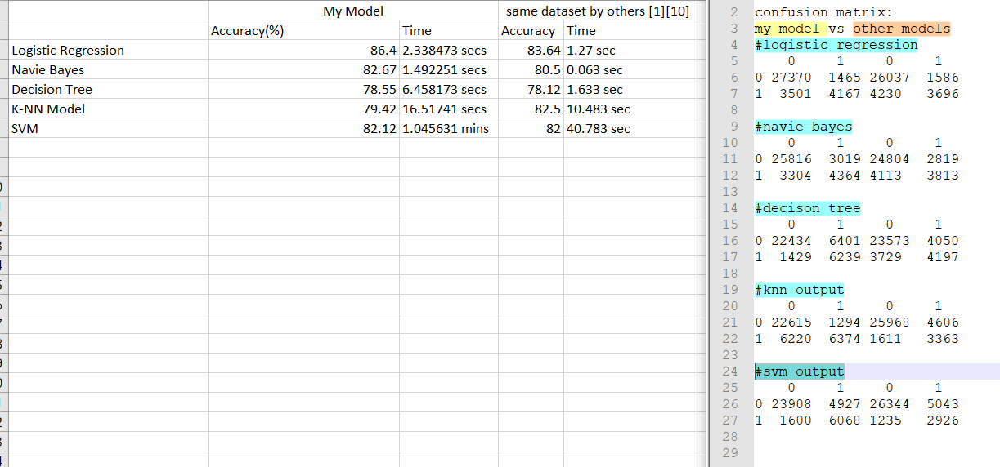 My Model same dataset by others [1][10]
Accuracy(%) Time Accuracy Time
Logistic Regression 86.4 2.338473 secs 83.64 1.27 sec
Navie Bayes 82.67 1.492251 secs 80.5 0.063 sec
Decision Tree 78.55 6.458173 secs 78.12 1.633 sec
K-NN Model 79.42 16.51741 secs 82.5 10.483 sec
SVM 82.12 1.045631 mins 82 40.783 sec
2 confusion matrix:
3 my model vs other models
4 #logistic regression
5 0 1 0 1
6 0 27370 1465 26037 1586
7 1 3501 4167 4230 3696
8
9 #navie bayes
10 0 1 0 1
11 0 25816 3019 24804 2819
12 1 3304 4364 4113 3813
13
14 #decison tree
15 0 1 0 1
16 0 22434 6401 23573 4050
17 1 1429 6239 3729 4197
18
19 #knn output
20 0 1 0 1
21 0 22615 1294 25968 4606
22 1 6220 6374 1611 3363
23
24 #svm output
25 0 1 0 1
26 0 23908 4927 26344 5043
27 1 1600 6068 1235 2926
28
29